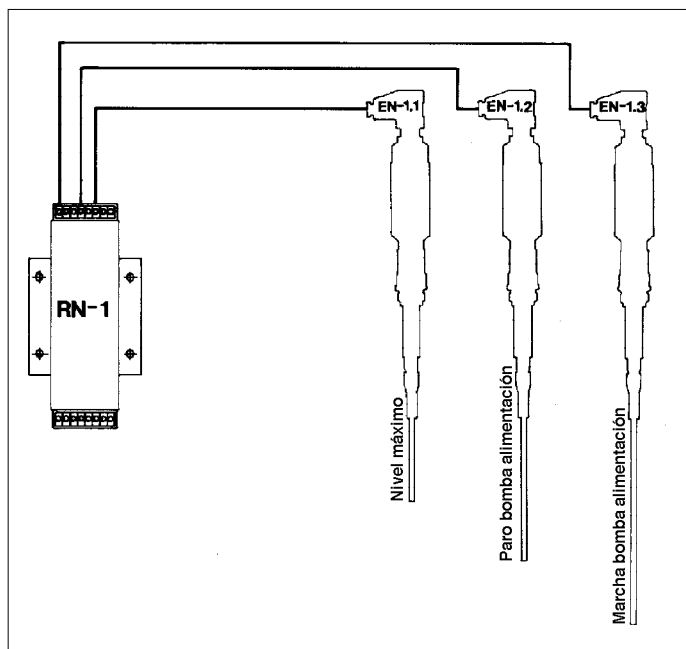 EN-1.1
EN-1.2
EN-1.3
RN-1
Nivel máximo
Paro bomba alimentación
Marcha bomba alimentación